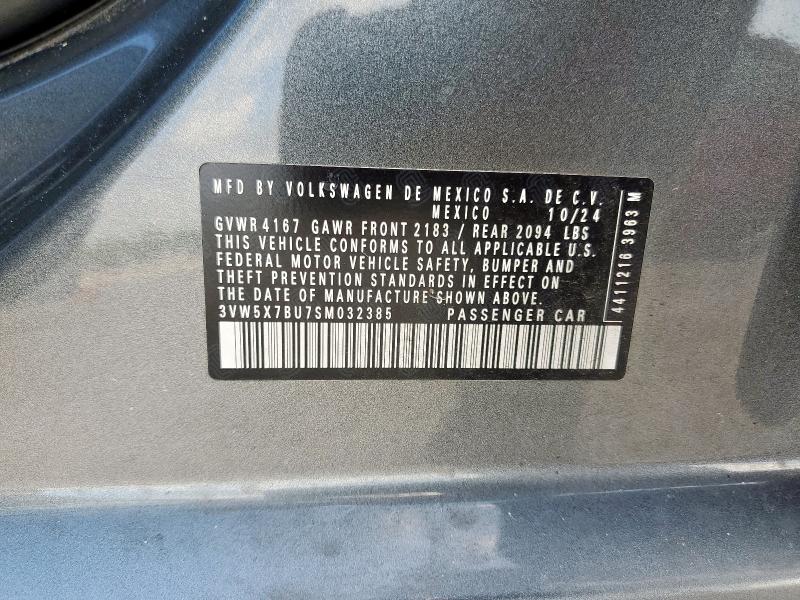 MFD BY VOLKSWAGEN DE MEXICO S.A. DE C.V.
MEXICO 10/24
GVWR 4167 GAWR FRONT 2183 / REAR 2094 LBS
THIS VEHICLE CONFORMS TO ALL APPLICABLE U.S.
FEDERAL MOTOR VEHICLE SAFETY, BUMPER AND
THEFT PREVENTION STANDARDS IN EFFECT ON
THE DATE OF MANUFACTURE SHOWN ABOVE.
3VW5X7BU7SM032385 PASSENGER CAR
4411216 3963 M